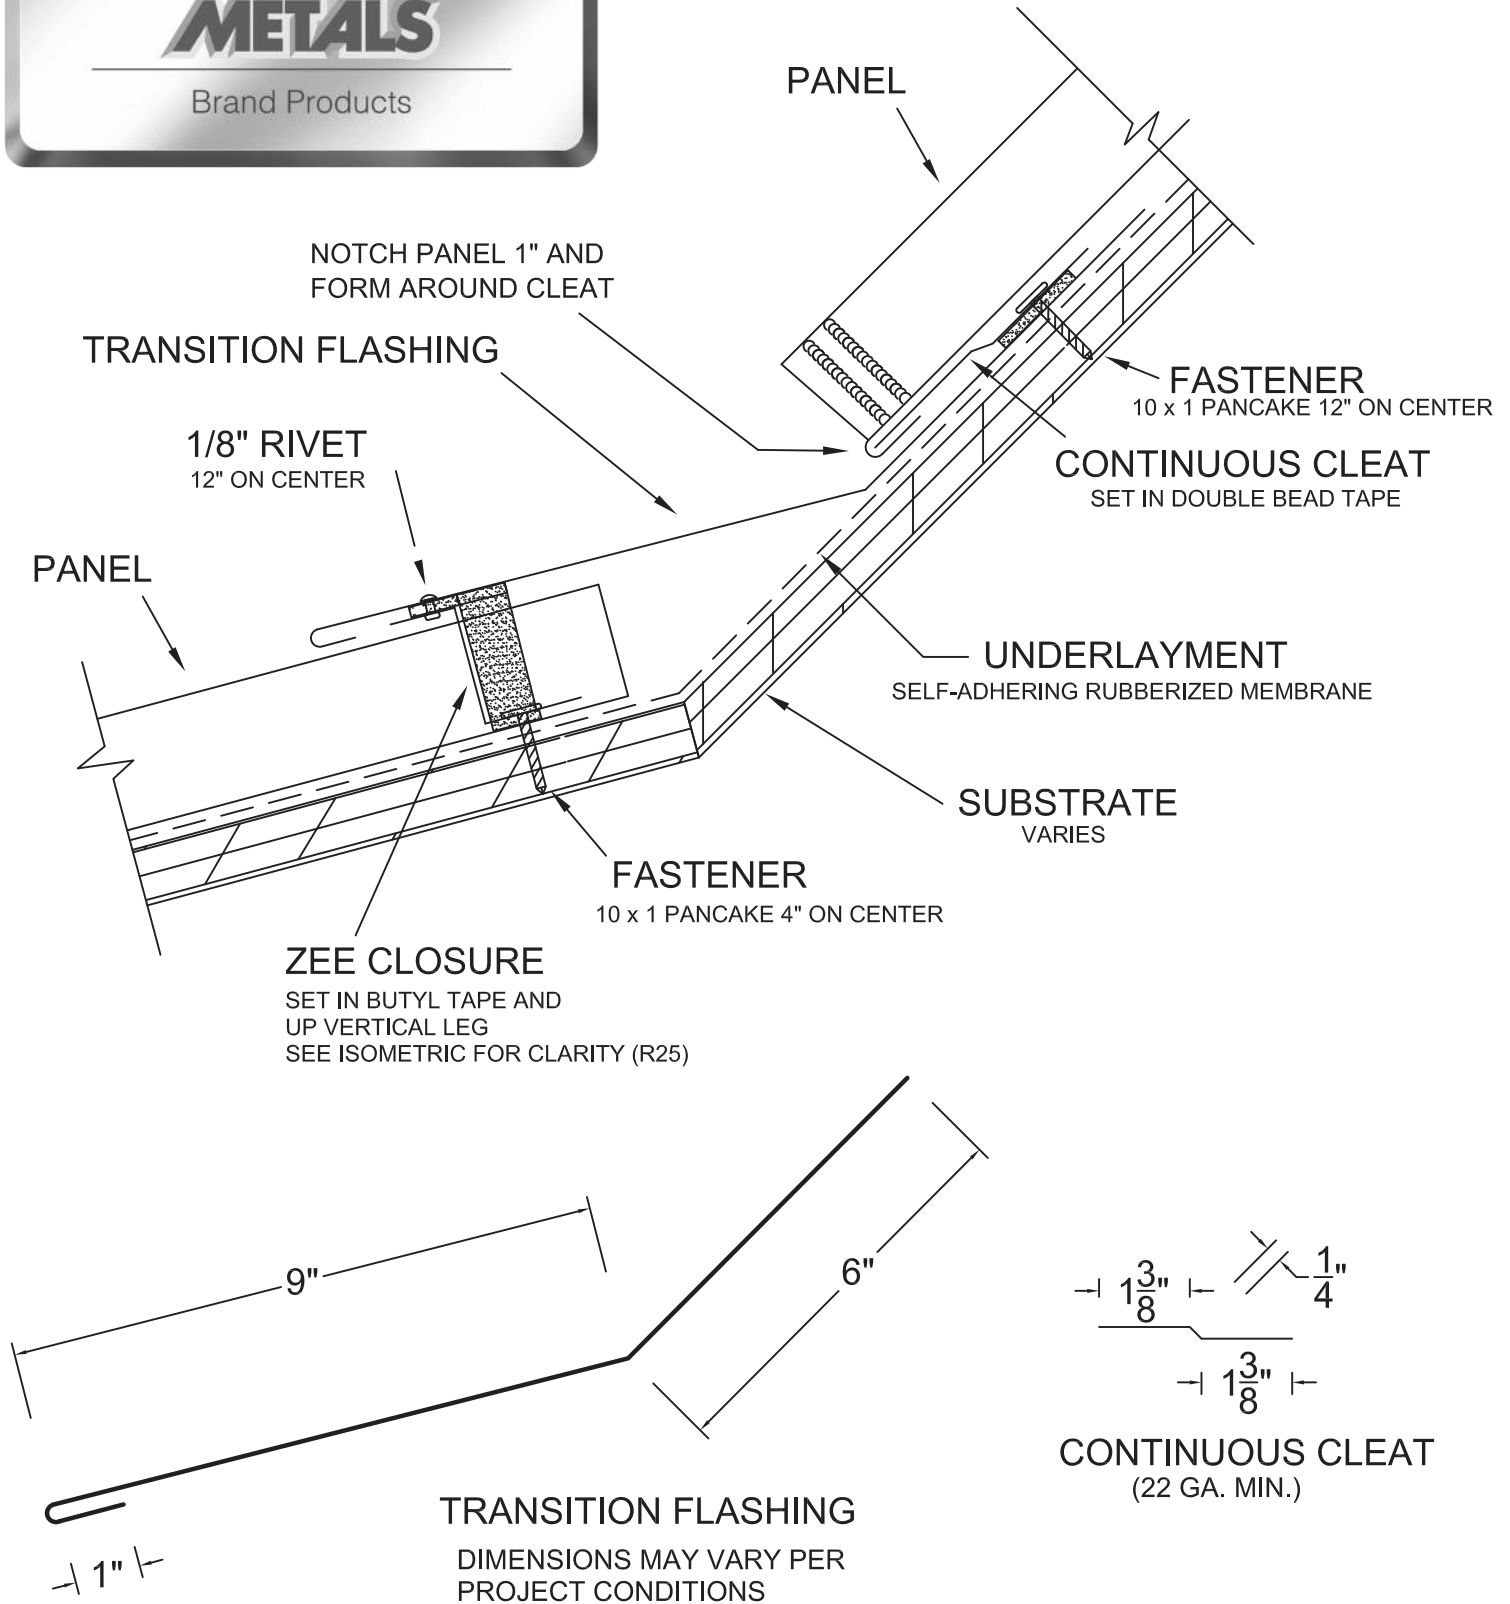 METALS
Brand Products
PANEL
NOTCH PANEL 1" AND
FORM AROUND CLEAT
TRANSITION FLASHING
1/8" RIVET
12" ON CENTER
PANEL
FASTENER
10 x 1 PANCAKE 12" ON CENTER
CONTINUOUS CLEAT
SET IN DOUBLE BEAD TAPE
UNDERLAYMENT
SELF-ADHERING RUBBERIZED MEMBRANE
SUBSTRATE
VARIES
FASTENER
10 x 1 PANCAKE 4" ON CENTER
ZEE CLOSURE
SET IN BUTYL TAPE AND
UP VERTICAL LEG
SEE ISOMETRIC FOR CLARITY (R25)
9"
6"
1"
TRANSITION FLASHING
DIMENSIONS MAY VARY PER
PROJECT CONDITIONS
1 3/8"
1/4"
1 3/8"
CONTINUOUS CLEAT
(22 GA. MIN.)